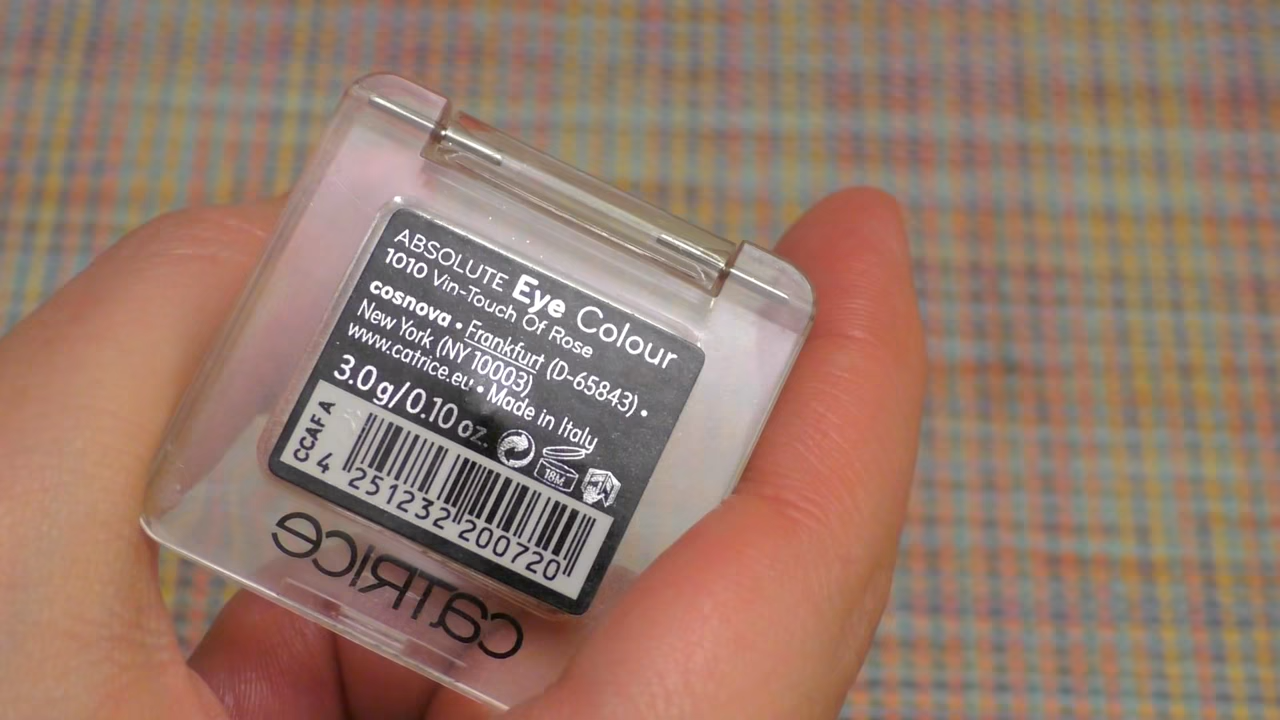 ABSOLUTE Eye Colour
1010 Vin-Touch Of Rose
cosnova • Frankfurt (D-65843) •
New York (NY 10003)
www.catrice.eu • Made in Italy
3.0 g/ 0.10 oz.
18M
CCAF A
4 251232 200720
CATRICE